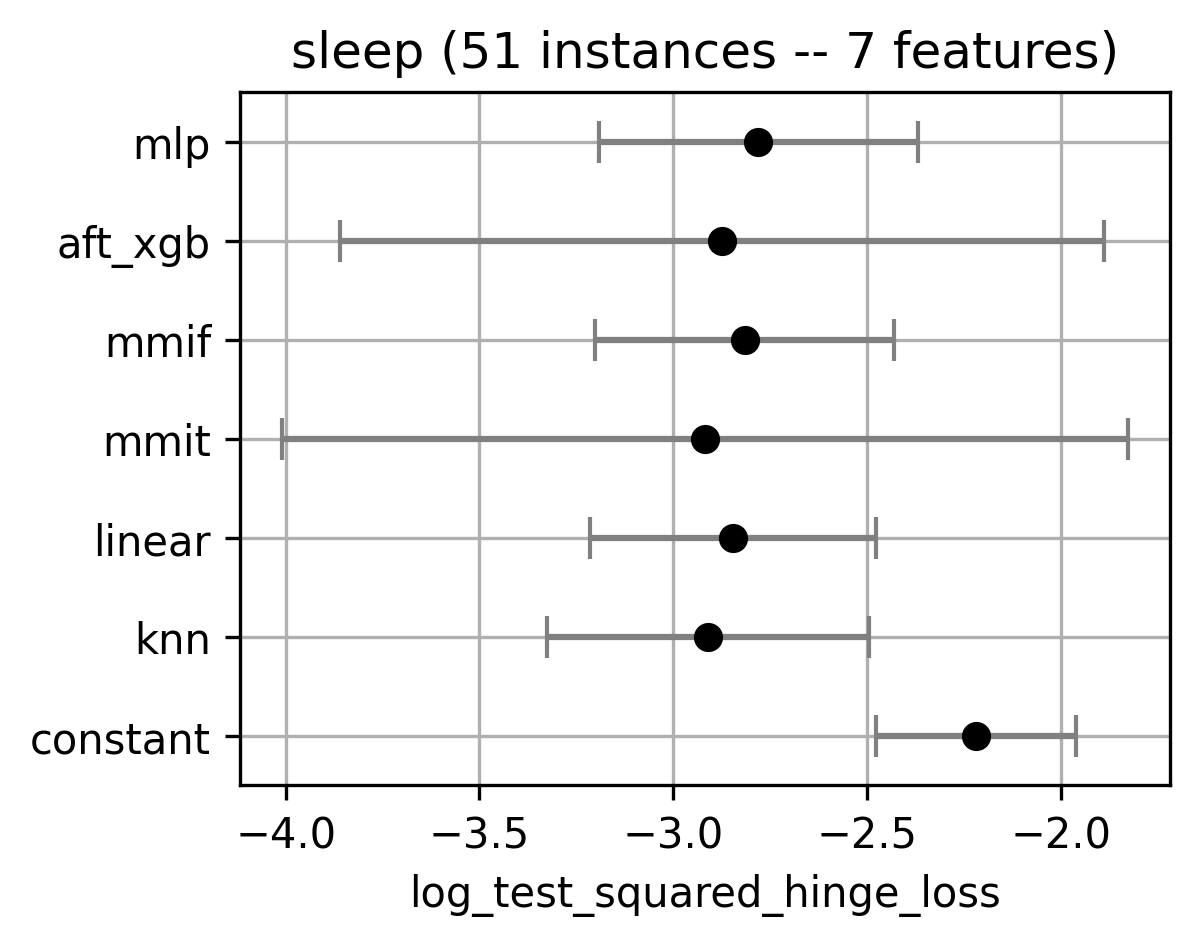 sleep (51 instances -- 7 features)
mlp
aft_xgb
mmif
mmit
linear
knn
constant
−4.0 −3.5 −3.0 −2.5 −2.0
log_test_squared_hinge_loss